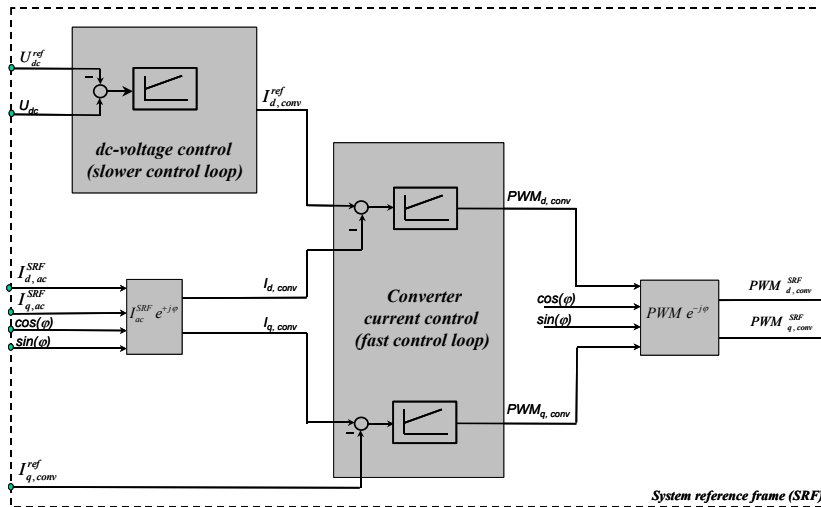 U_dc^ref
U_dc
−
dc-voltage control
(slower control loop)
I_d,conv^ref
−
PWM_d, conv
I_d,ac^SRF
I_q,ac^SRF
cos(φ)
sin(φ)
I_ac^SRF e^+jφ
I_d, conv
I_q, conv
Converter
current control
(fast control loop)
cos(φ)
sin(φ)
PWM e^−jφ
PWM_d,conv^SRF
PWM_q,conv^SRF
−
PWM_q, conv
I_q,conv^ref
System reference frame (SRF)